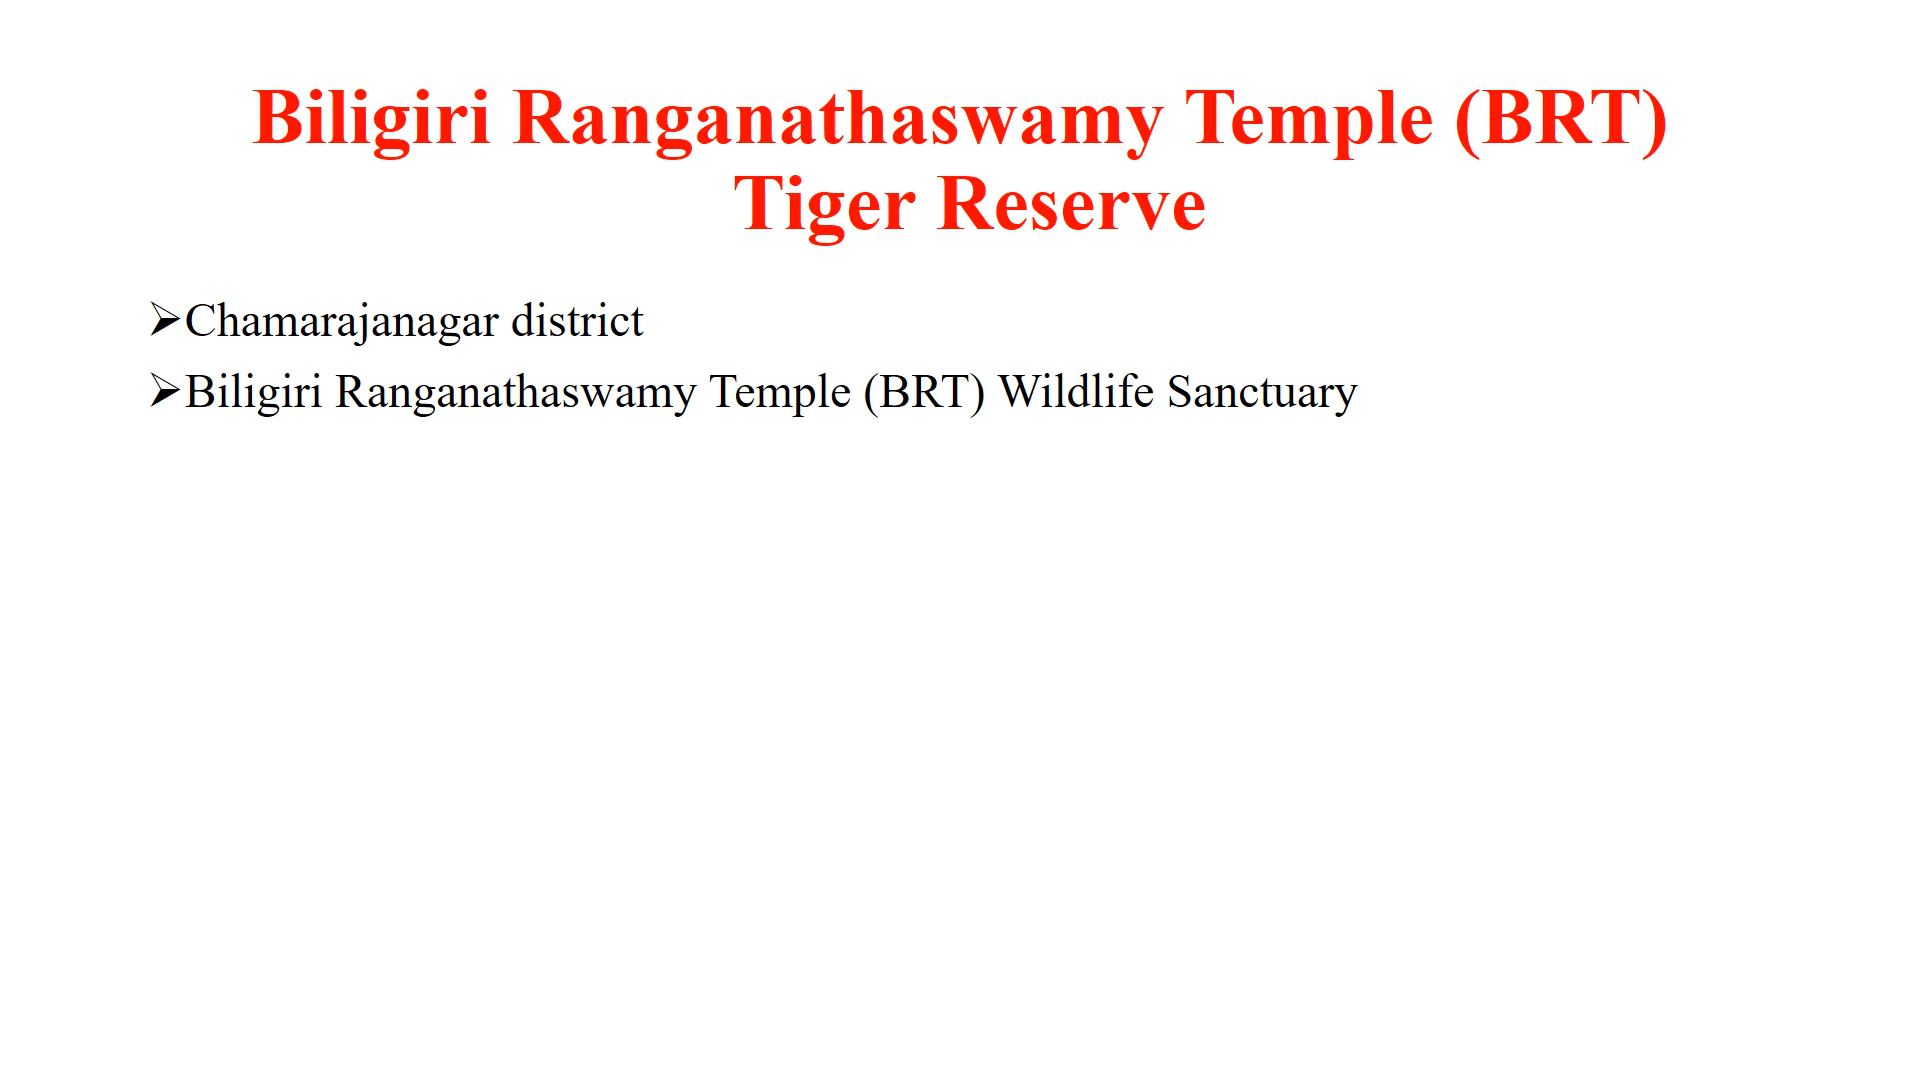 Biligiri Ranganathaswamy Temple (BRT)
Tiger Reserve
➢Chamarajanagar district
➢Biligiri Ranganathaswamy Temple (BRT) Wildlife Sanctuary